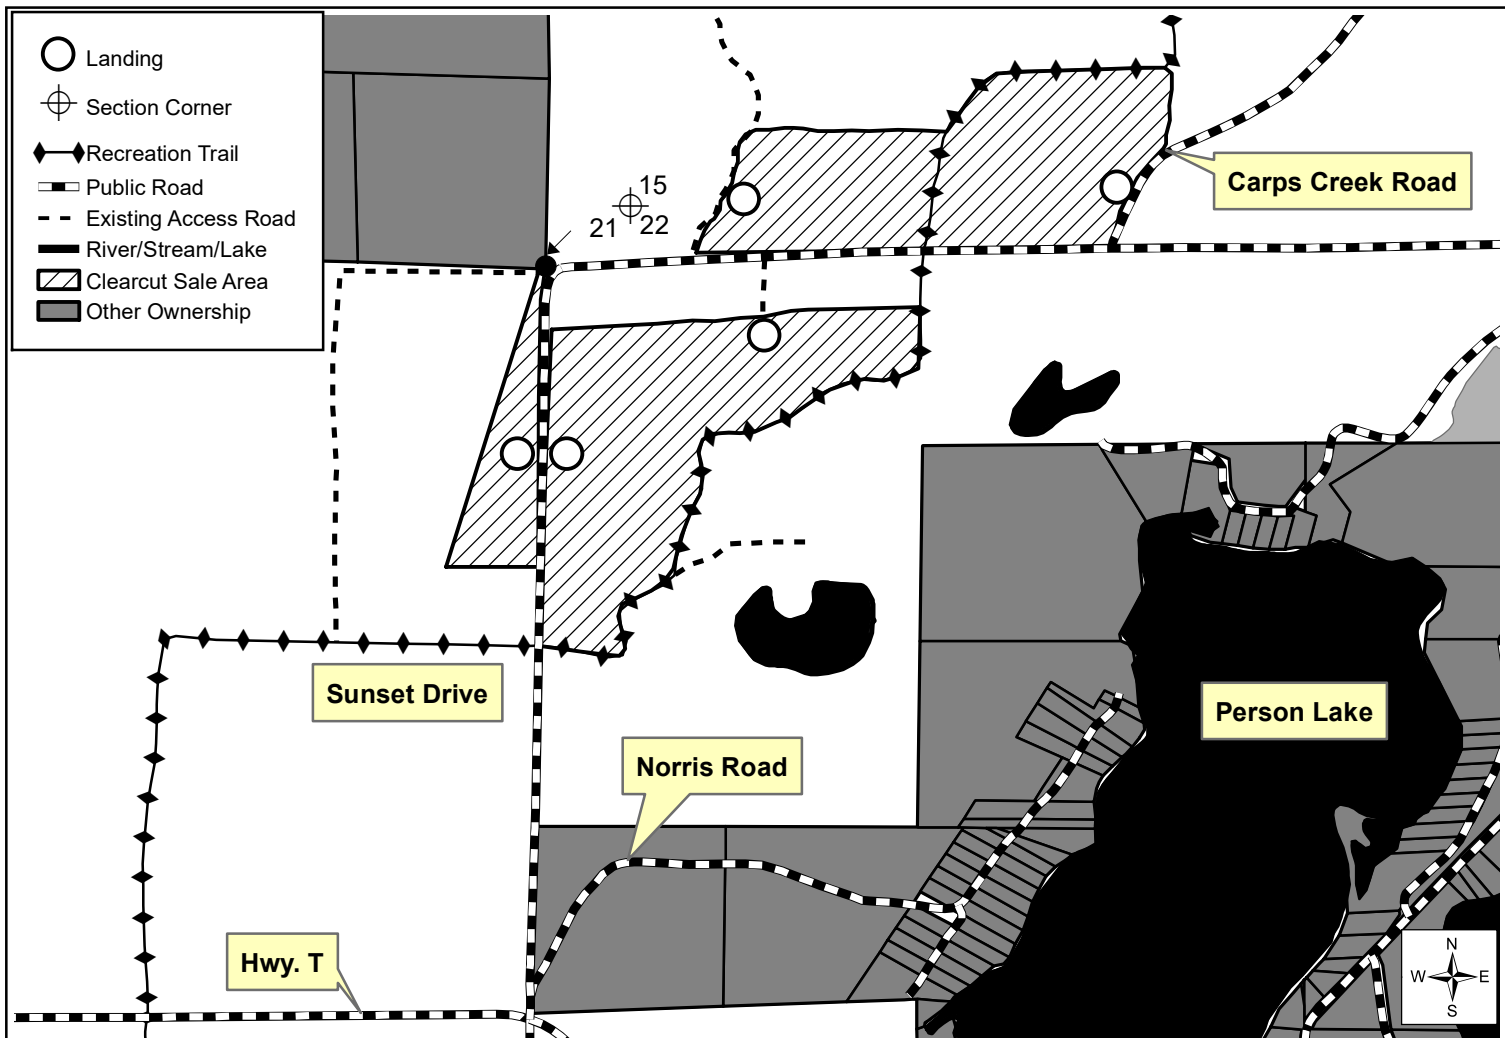 Landing
Section Corner
Recreation Trail
Public Road
Existing Access Road
River/Stream/Lake
Clearcut Sale Area
Other Ownership
15
21 22
Carps Creek Road
Sunset Drive
Person Lake
Norris Road
Hwy. T
N
W E
S